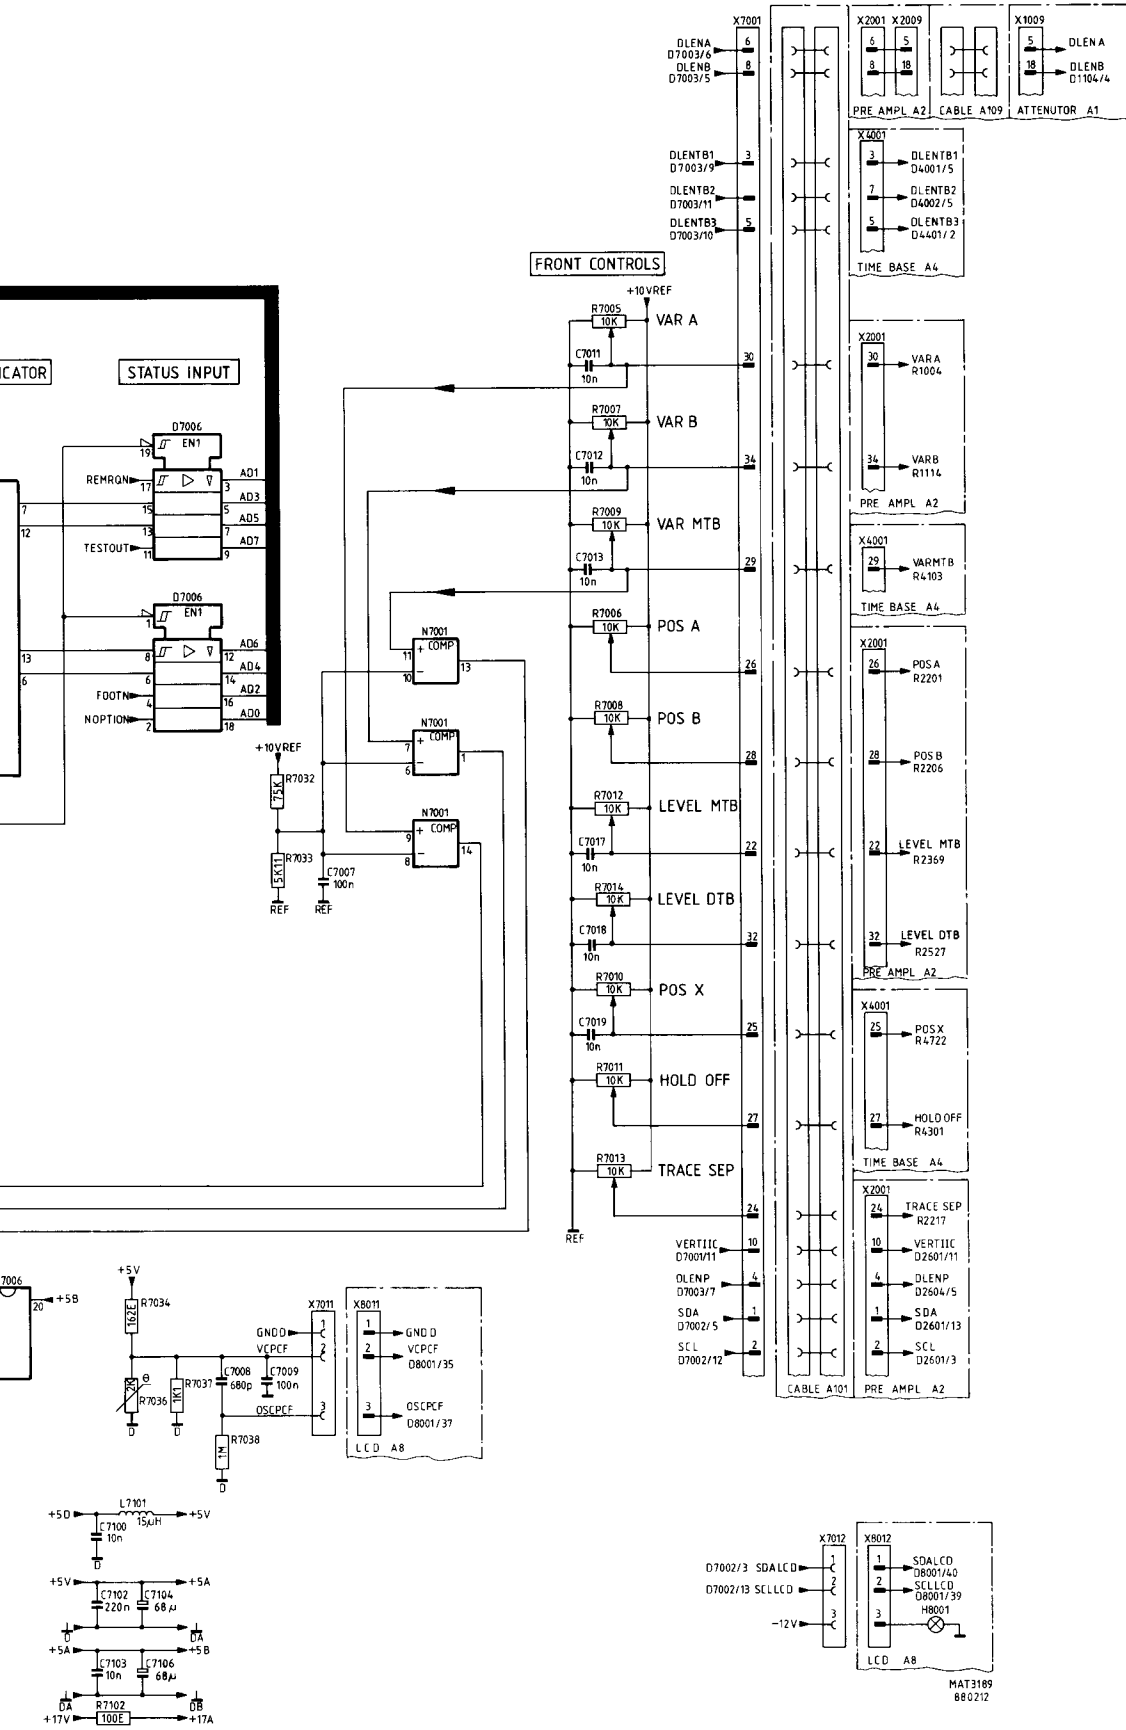 X7001
X2001 X2009
X1009
DLENA
D7003/6
6
6
5
5
DLENA
DLENB
D7003/5
8
8
18
18
DLENB
D1104/4
PRE AMPL A2
CABLE A109
ATTENUTOR A1
X4001
DLENTB1
D7003/9
3
3
DLENTB1
D4001/5
DLENTB2
D7003/11
7
DLENTB2
D4002/5
DLENTB3
D7003/10
5
5
DLENTB3
D4401/2
TIME BASE A4
FRONT CONTROLS
+10VREF
R7005
10K
VAR A
C7011
10n
30
X2001
30
VARA
R1004
ICATOR
STATUS INPUT
R7007
10K
VAR B
C7012
10n
34
34
VARB
R1114
PRE AMPL A2
D7006
19
EN1
REMRQN
17
3
AD1
7
15
5
AD3
12
13
7
AD5
TESTOUT
11
9
AD7
R7009
10K
VAR MTB
C7013
10n
29
X4001
29
VARMTB
R4103
TIME BASE A4
D7006
1
EN1
13
8
12
AD6
6
6
14
AD4
FOOTN
4
16
AD2
NOPTION
2
18
AD0
N7001
+ COMP
11
10
13
R7006
10K
POS A
26
X2001
26
POSA
R2201
N7001
+ COMP
7
6
1
R7008
10K
POS B
28
28
POSB
R2206
+10VREF
R7032
75K
R7033
5K11
REF
C7007
100n
REF
N7001
+ COMP
9
8
14
R7012
10K
LEVEL MTB
C7017
10n
22
22
LEVEL MTB
R2369
R7014
10K
LEVEL DTB
C7018
10n
32
32
LEVEL DTB
R2527
PRE AMPL A2
R7010
10K
POS X
C7019
10n
25
X4001
25
POSX
R4722
R7011
10K
HOLD OFF
27
27
HOLD OFF
R4301
TIME BASE A4
R7013
10K
TRACE SEP
24
REF
X2001
24
TRACE SEP
R2217
VERTIIC
D7001/11
10
10
VERTIIC
D2601/11
DLENP
D7003/7
4
4
DLENP
D2604/5
SDA
D7002/5
1
1
SDA
D2601/13
SCL
D7002/12
2
2
SCL
D2601/3
CABLE A101
PRE AMPL A2
7006
20
+5B
+5V
R7034
162E
R7036
2K
θ
D
R7037
1K1
D
C7008
680p
C7009
100n
R7038
1M
D
X7011
X8011
GNDD
1
1
GNDD
VCPCF
2
2
VCPCF
D8001/35
OSCPCF
3
3
OSCPCF
D8001/37
LCD A8
+5D
L7101
15µH
+5V
C7100
10n
D
+5V
C7102
220n
C7104
68µ
+5A
D
DA
+5A
C7103
10n
C7106
68µ
+5B
DA
DB
+17V
R7102
100E
+17A
X7012
X8012
D7002/3 SDALCD
1
1
SDALCD
D8001/40
D7002/13 SCLLCD
2
2
SCLLCD
D8001/39
-12V
3
3
H8001
LCD A8
MAT3189
880212